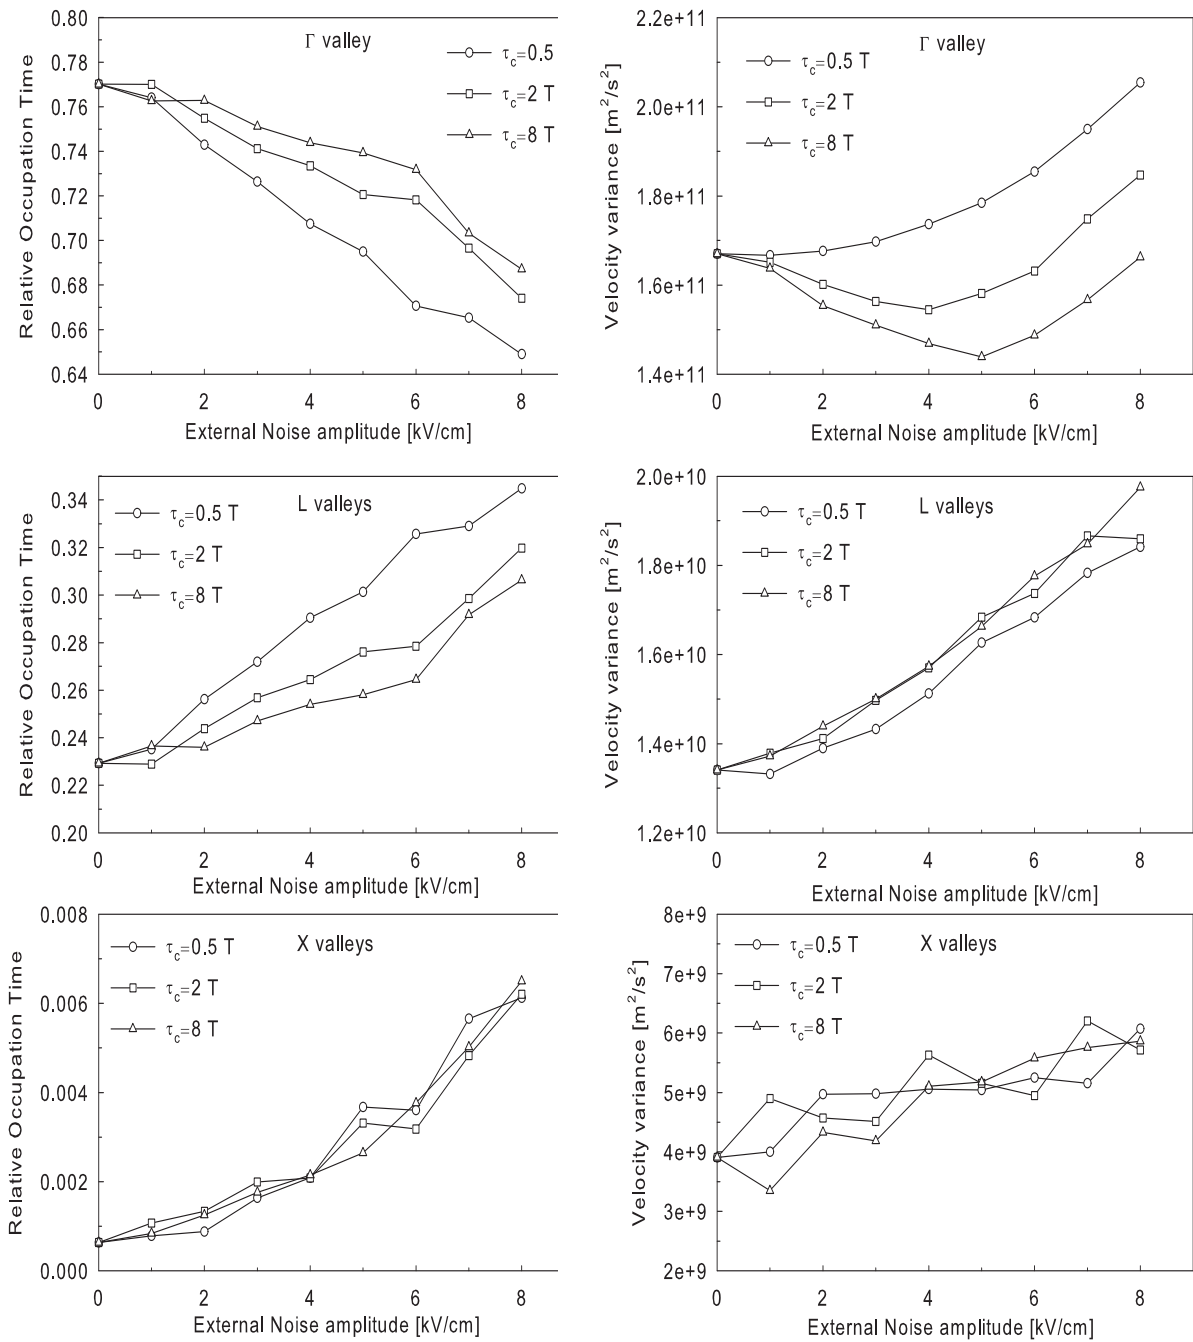 Γ valley
τc=0.5
τc=2 T
τc=8 T
0.80
0.78
0.76
0.74
0.72
0.70
0.68
0.66
0.64
Relative Occupation Time
0 2 4 6 8
External Noise amplitude [kV/cm]
Γ valley
τc=0.5 T
τc=2 T
τc=8 T
2.2e+11
2.0e+11
1.8e+11
1.6e+11
1.4e+11
Velocity variance [m²/s²]
0 2 4 6 8
External Noise amplitude [kV/cm]
L valleys
τc=0.5 T
τc=2 T
τc=8 T
0.34
0.32
0.30
0.28
0.26
0.24
0.22
0.20
Relative Occupation Time
0 2 4 6 8
External Noise amplitude [kV/cm]
L valleys
τc=0.5 T
τc=2 T
τc=8 T
2.0e+10
1.8e+10
1.6e+10
1.4e+10
1.2e+10
Velocity variance [m²/s²]
0 2 4 6 8
External Noise amplitude [kV/cm]
X valleys
τc=0.5 T
τc=2 T
τc=8 T
0.008
0.006
0.004
0.002
0.000
Relative Occupation Time
0 2 4 6 8
External Noise amplitude [kV/cm]
X valleys
τc=0.5 T
τc=2 T
τc=8 T
8e+9
7e+9
6e+9
5e+9
4e+9
3e+9
2e+9
Velocity variance [m²/s²]
0 2 4 6 8
External Noise amplitude [kV/cm]